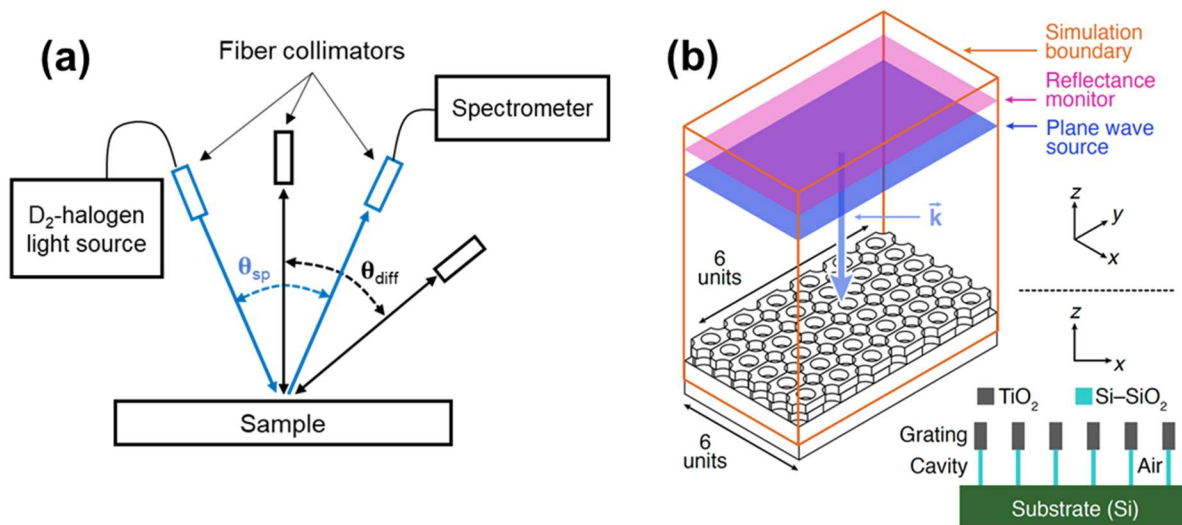 (a)
Fiber collimators
Spectrometer
D₂-halogen
light source
θsp
θdiff
Sample
(b)
Simulation
boundary
Reflectance
monitor
Plane wave
source
k⃗
z
y
x
6
units
6
units
z
x
TiO₂
Si–SiO₂
Grating
Cavity
Air
Substrate (Si)